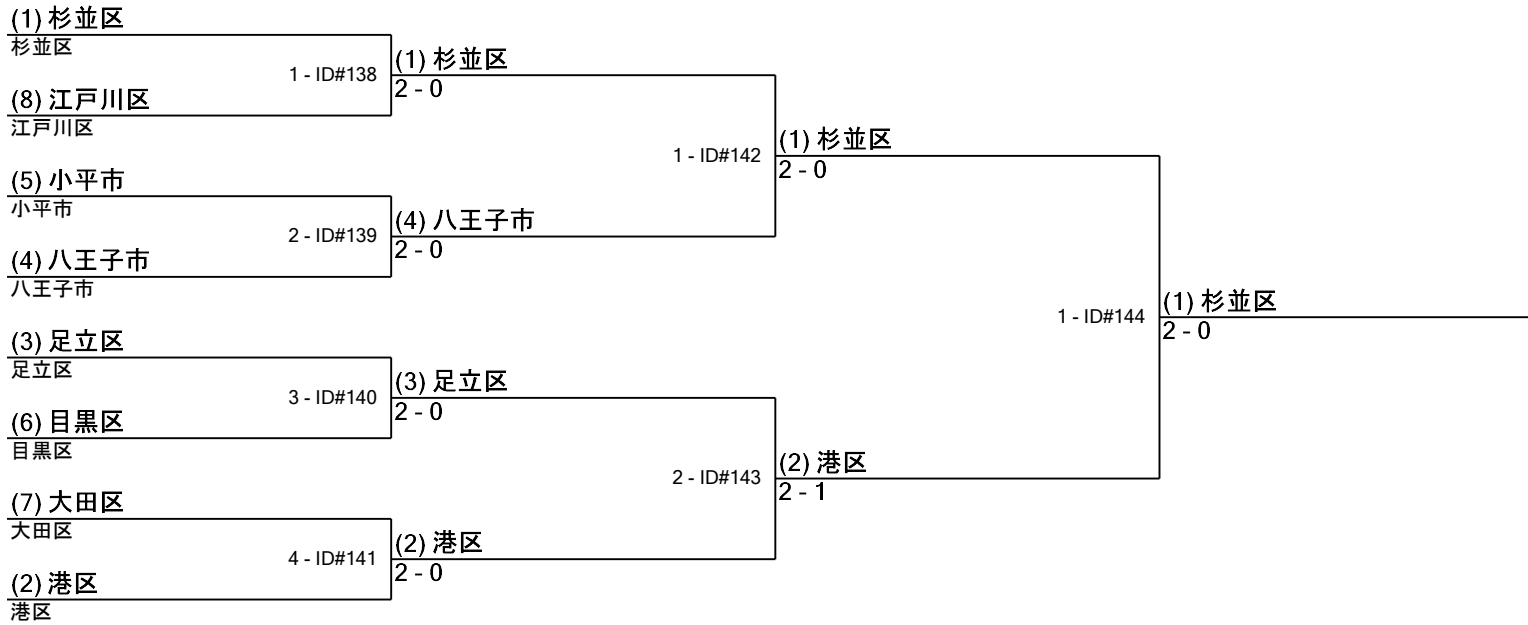 (1) 杉並区
杉並区
1 - ID#138
(8) 江戸川区
江戸川区
(5) 小平市
小平市
2 - ID#139
(4) 八王子市
八王子市
(3) 足立区
足立区
3 - ID#140
(6) 目黒区
目黒区
(7) 大田区
大田区
4 - ID#141
(2) 港区
港区
(1) 杉並区
2 - 0
1 - ID#142
(4) 八王子市
2 - 0
(3) 足立区
2 - 0
2 - ID#143
(2) 港区
2 - 0
(1) 杉並区
2 - 0
1 - ID#144
(2) 港区
2 - 1
(1) 杉並区
2 - 0